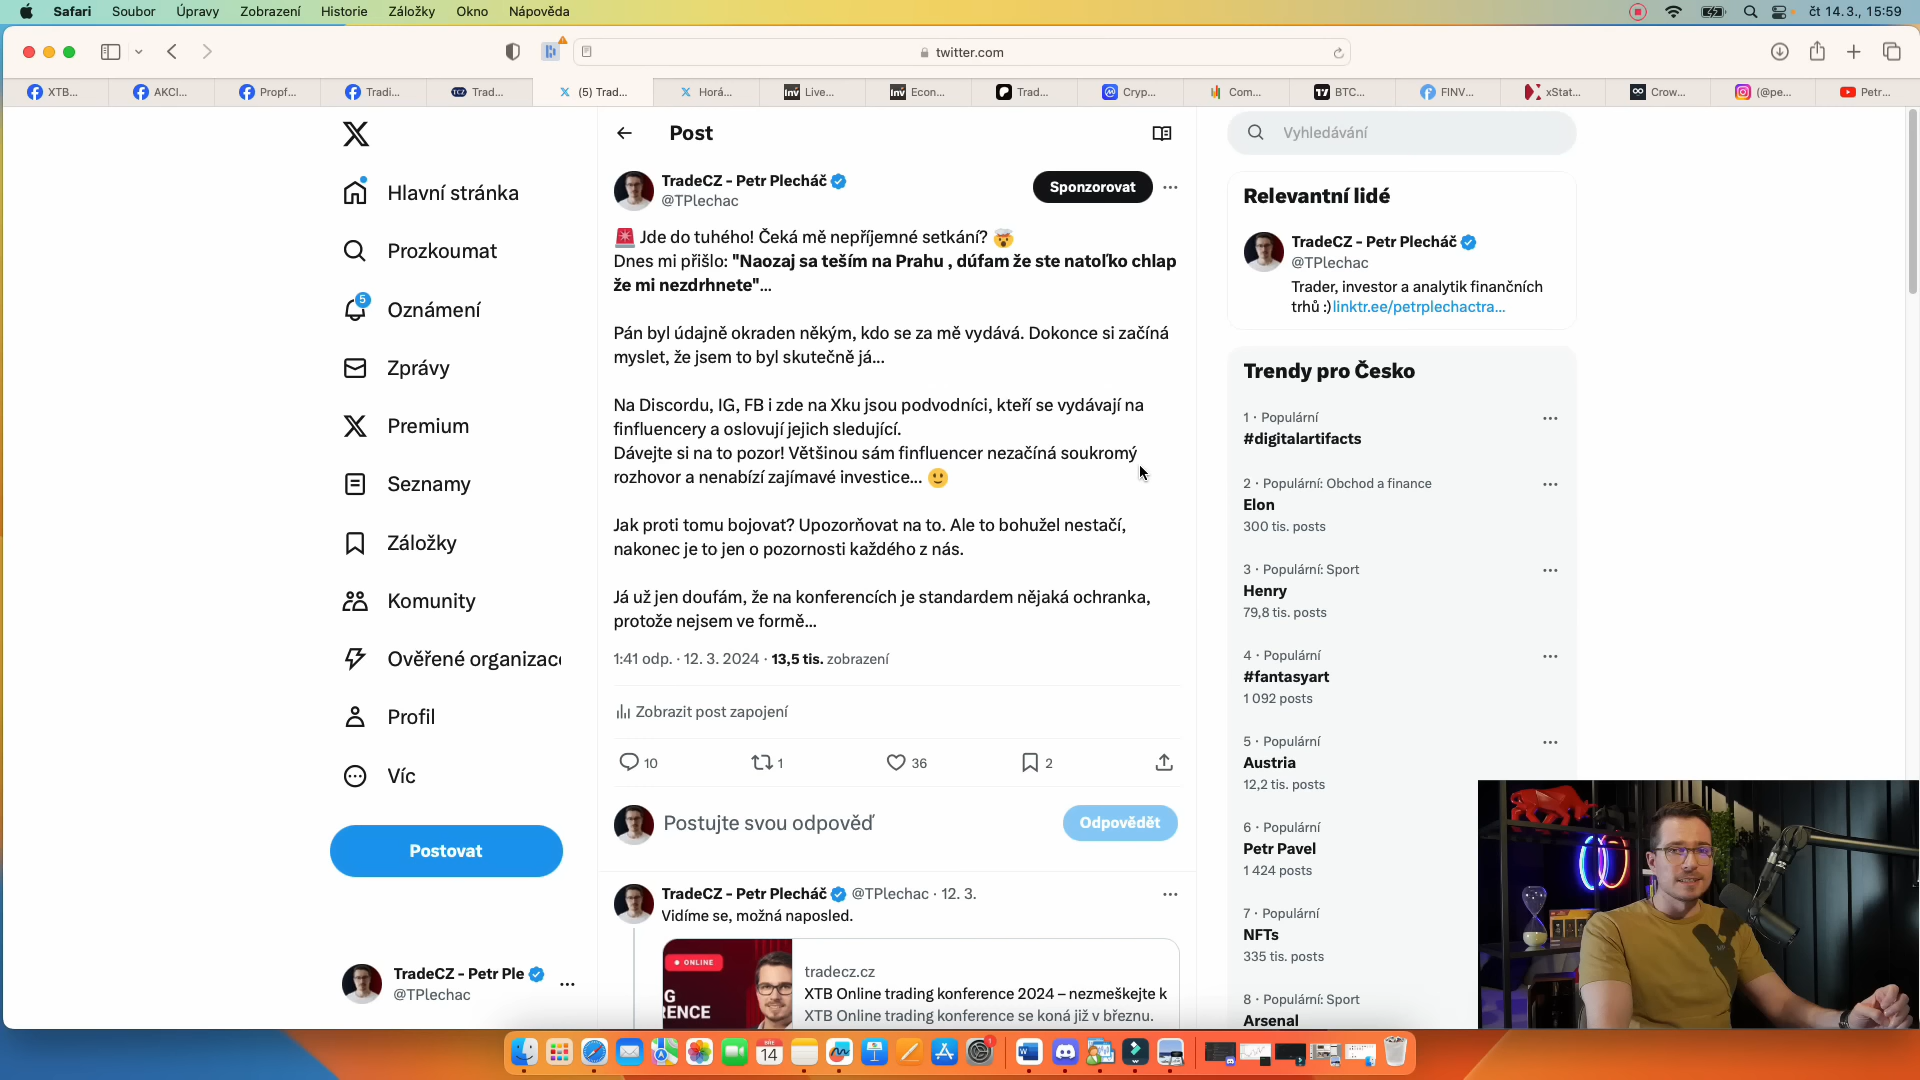 Safari Soubor Úpravy Zobrazení Historie Záložky Okno Nápověda
čt 14.3., 15:59
twitter.com
XTB... AKCI... Propf... Tradi... Trad... (5) Trad... Horá... Live... Econ... Trad... Cryp... Com... BTC... FINV... xStat... Crow... (@pe... Petr...
Hlavní stránka
Prozkoumat
5
Oznámení
Zprávy
Premium
Seznamy
Záložky
Komunity
Ověřené organizac
Profil
Víc
Postovat
TradeCZ - Petr Ple
@TPlechac
Post
TradeCZ - Petr Plecháč
@TPlechac
Sponzorovat
🚨 Jde do tuhého! Čeká mě nepříjemné setkání? 🤯
Dnes mi přišlo: "Naozaj sa teším na Prahu , dúfam že ste natoľko chlap
že mi nezdrhnete"...
Pán byl údajně okraden někým, kdo se za mě vydává. Dokonce si začíná
myslet, že jsem to byl skutečně já...
Na Discordu, IG, FB i zde na Xku jsou podvodníci, kteří se vydávají na
finfluencery a oslovují jejich sledující.
Dávejte si na to pozor! Většinou sám finfluencer nezačíná soukromý
rozhovor a nenabízí zajímavé investice... 🙂
Jak proti tomu bojovat? Upozorňovat na to. Ale to bohužel nestačí,
nakonec je to jen o pozornosti každého z nás.
Já už jen doufám, že na konferencích je standardem nějaká ochranka,
protože nejsem ve formě...
1:41 odp. · 12. 3. 2024 · 13,5 tis. zobrazení
Zobrazit post zapojení
10 1 36 2
Postujte svou odpověď
Odpovědět
TradeCZ - Petr Plecháč @TPlechac · 12. 3.
Vidíme se, možná naposled.
ONLINE
G
RENCE
tradecz.cz
XTB Online trading konference 2024 – nezmeškejte k
XTB Online trading konference se koná již v březnu.
Vyhledávání
Relevantní lidé
TradeCZ - Petr Plecháč
@TPlechac
Trader, investor a analytik finančních
trhů :)linktr.ee/petrplechactra...
Trendy pro Česko
1 · Populární
#digitalartifacts
2 · Populární: Obchod a finance
Elon
300 tis. posts
3 · Populární: Sport
Henry
79,8 tis. posts
4 · Populární
#fantasyart
1 092 posts
5 · Populární
Austria
12,2 tis. posts
6 · Populární
Petr Pavel
1 424 posts
7 · Populární
NFTs
335 tis. posts
8 · Populární: Sport
Arsenal
14
1